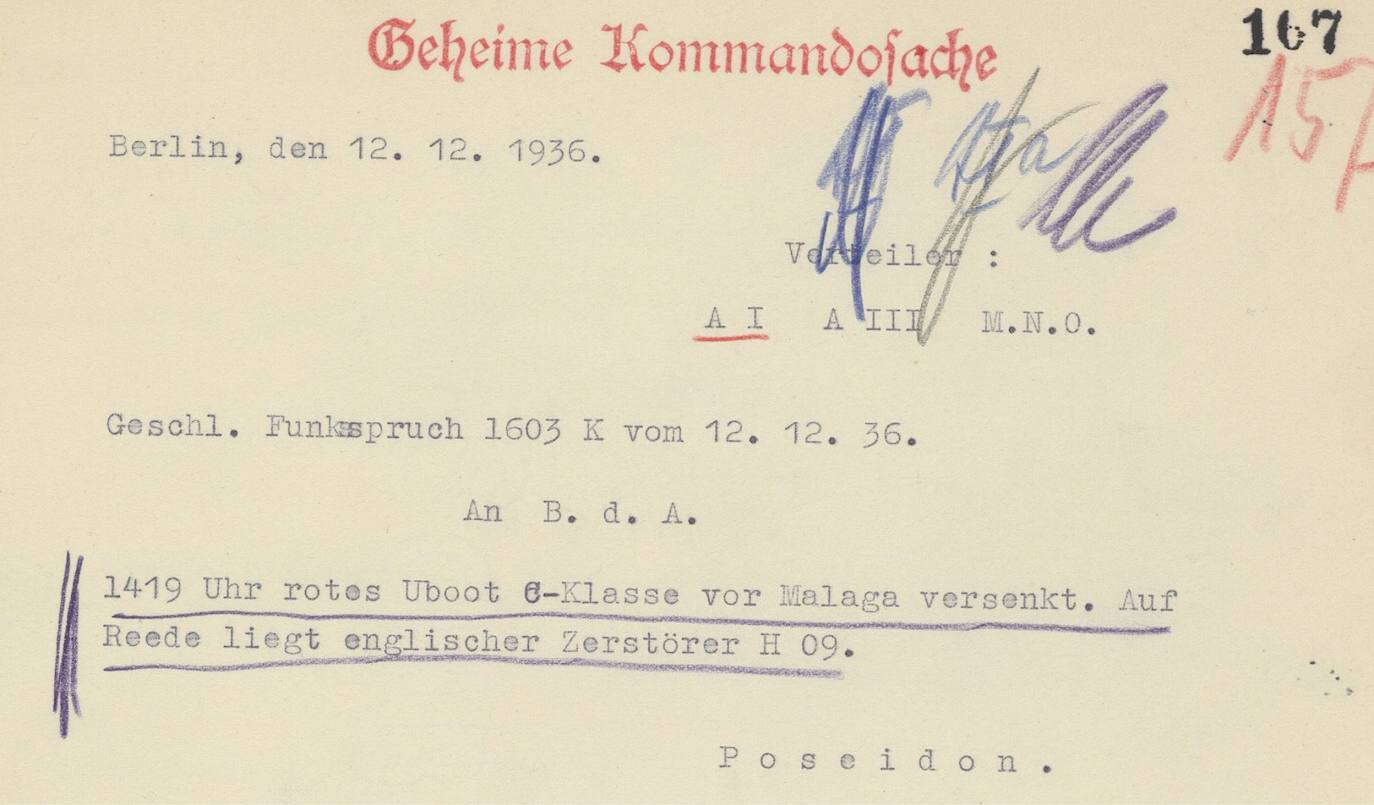 Geheime Kommandosache
167
157
Berlin, den 12. 12. 1936.
Verteiler :
A I A III M.N.O.
Geschl. Funkspruch 1603 K vom 12. 12. 36.
An B. d. A.
1419 Uhr rotes Uboot C-Klasse vor Malaga versenkt. Auf
Reede liegt englischer Zerstörer H 09.
Poseidon.